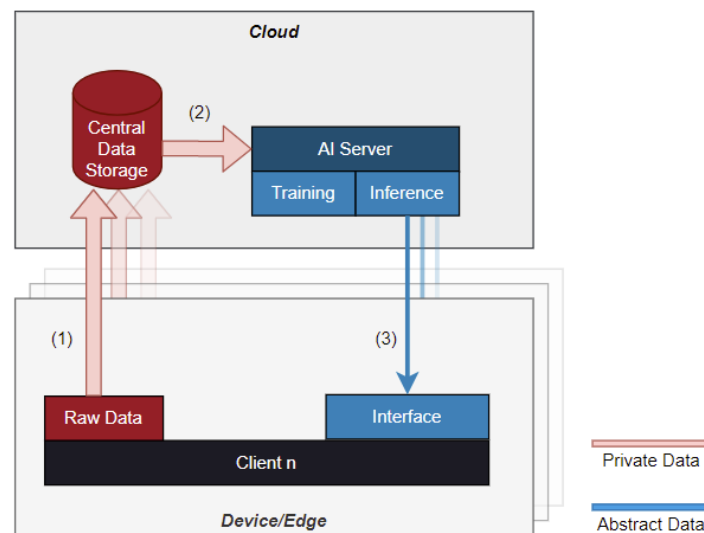 Cloud
(2)
Central
Data
Storage
AI Server
Training
Inference
(1)
(3)
Raw Data
Interface
Client n
Device/Edge
Private Data
Abstract Data